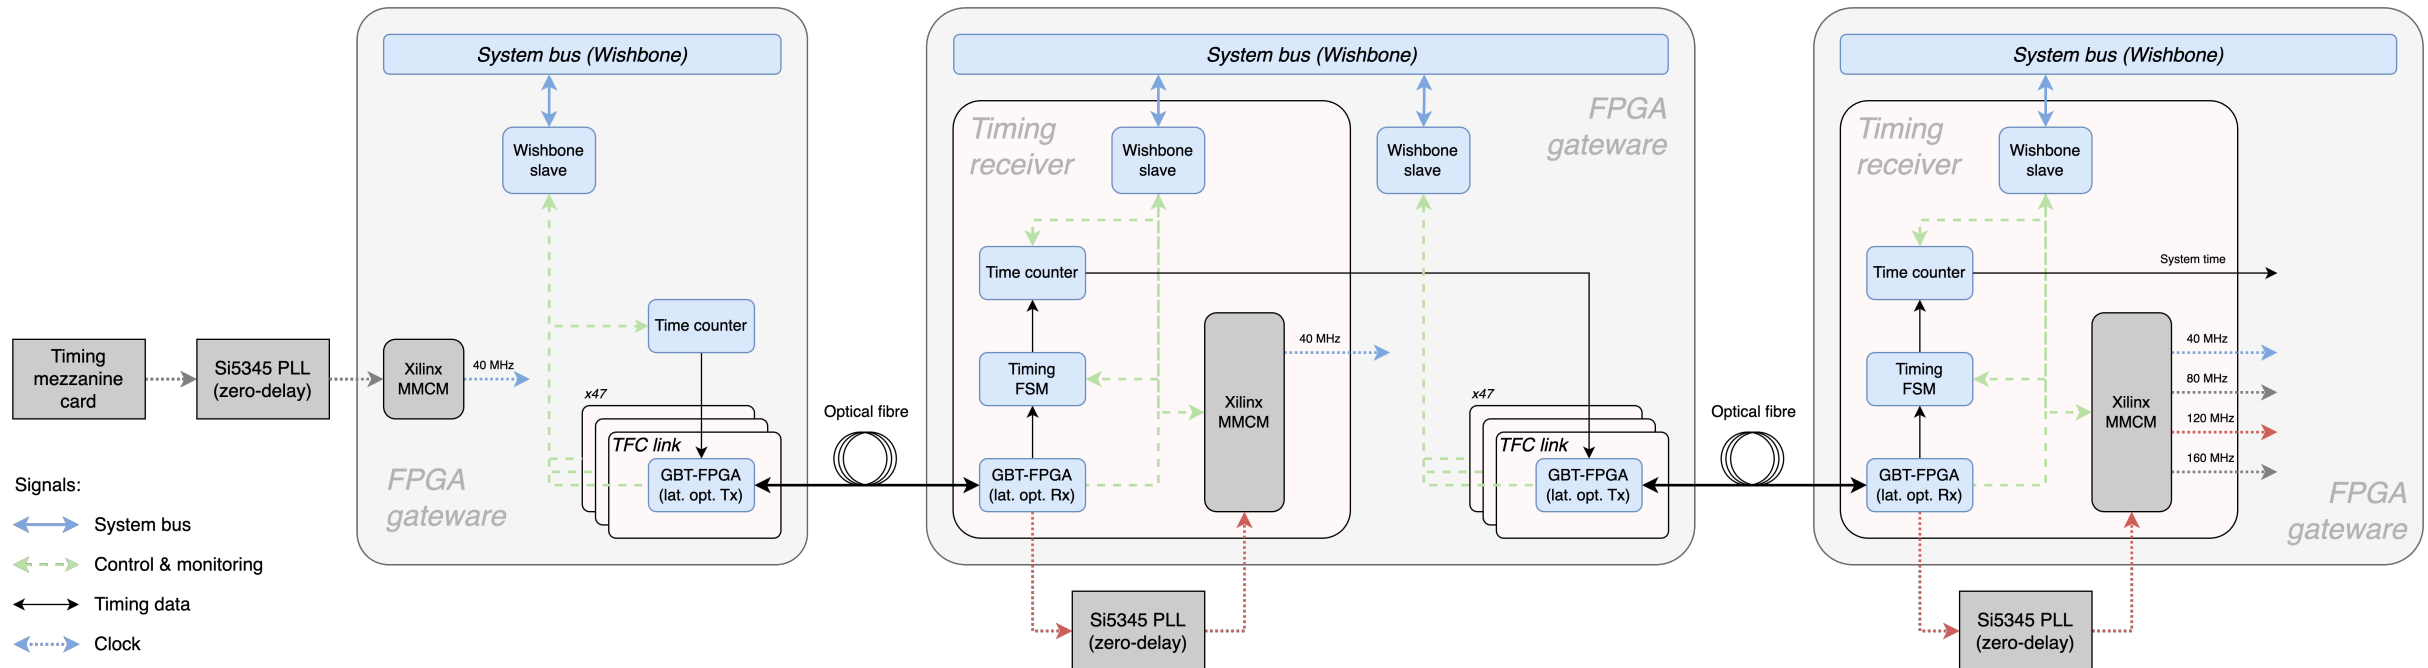 System bus (Wishbone)
Wishbone
slave
Time counter
Timing
mezzanine
card
Si5345 PLL
(zero-delay)
Xilinx
MMCM
40 MHz
x47
TFC link
GBT-FPGA
(lat. opt. Tx)
FPGA
gateware
Signals:
System bus
Control & monitoring
Timing data
Clock
Optical fibre
System bus (Wishbone)
Timing
receiver
Wishbone
slave
Wishbone
slave
FPGA
gateware
Time counter
Timing
FSM
Xilinx
MMCM
40 MHz
GBT-FPGA
(lat. opt. Rx)
x47
TFC link
GBT-FPGA
(lat. opt. Tx)
Si5345 PLL
(zero-delay)
Optical fibre
System bus (Wishbone)
Timing
receiver
Wishbone
slave
Time counter
System time
Timing
FSM
Xilinx
MMCM
40 MHz
80 MHz
120 MHz
160 MHz
GBT-FPGA
(lat. opt. Rx)
FPGA
gateware
Si5345 PLL
(zero-delay)